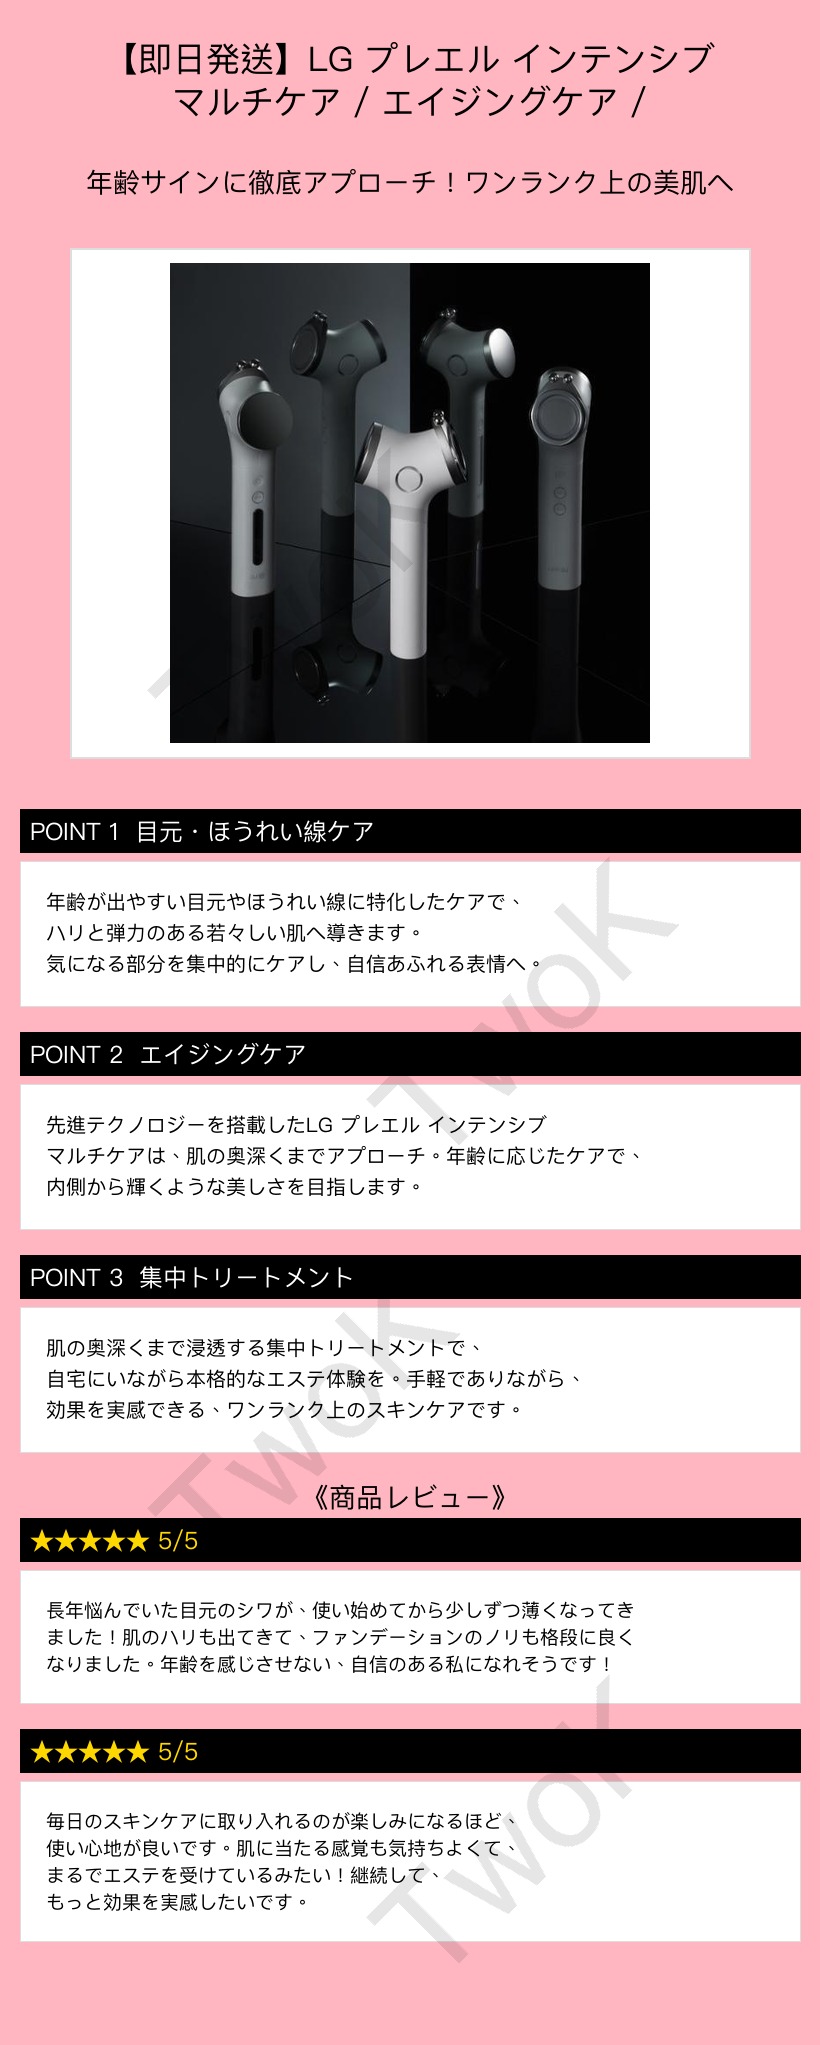 【即日発送】LG プレエル インテンシブ
マルチケア / エイジングケア /
年齢サインに徹底アプローチ！ワンランク上の美肌へ
POINT 1 目元・ほうれい線ケア
年齢が出やすい目元やほうれい線に特化したケアで、
ハリと弾力のある若々しい肌へ導きます。
気になる部分を集中的にケアし、自信あふれる表情へ。
POINT 2 エイジングケア
先進テクノロジーを搭載したLG プレエル インテンシブ
マルチケアは、肌の奥深くまでアプローチ。年齢に応じたケアで、
内側から輝くような美しさを目指します。
POINT 3 集中トリートメント
肌の奥深くまで浸透する集中トリートメントで、
自宅にいながら本格的なエステ体験を。手軽でありながら、
効果を実感できる、ワンランク上のスキンケアです。
《商品レビュー》
★★★★★ 5/5
長年悩んでいた目元のシワが、使い始めてから少しずつ薄くなってき
ました！肌のハリも出てきて、ファンデーションのノリも格段に良く
なりました。年齢を感じさせない、自信のある私になれそうです！
★★★★★ 5/5
毎日のスキンケアに取り入れるのが楽しみになるほど、
使い心地が良いです。肌に当たる感覚も気持ちよくて、
まるでエステを受けているみたい！継続して、
もっと効果を実感したいです。
TwoK
TwoK
TwoK
TwoK